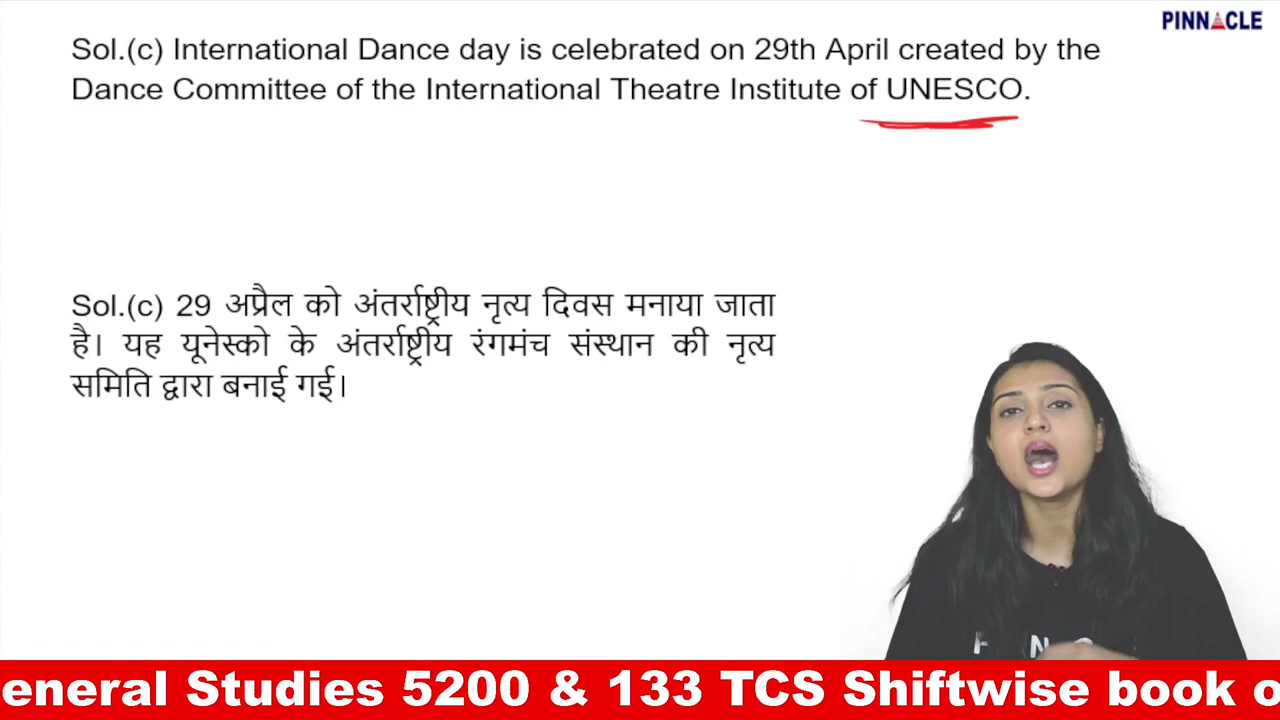 PINNACLE
Sol.(c) International Dance day is celebrated on 29th April created by the
Dance Committee of the International Theatre Institute of UNESCO.
Sol.(c) 29 अप्रैल को अंतर्राष्ट्रीय नृत्य दिवस मनाया जाता
है। यह यूनेस्को के अंतर्राष्ट्रीय रंगमंच संस्थान की नृत्य
समिति द्वारा बनाई गई।
eneral Studies 5200 & 133 TCS Shiftwise book o